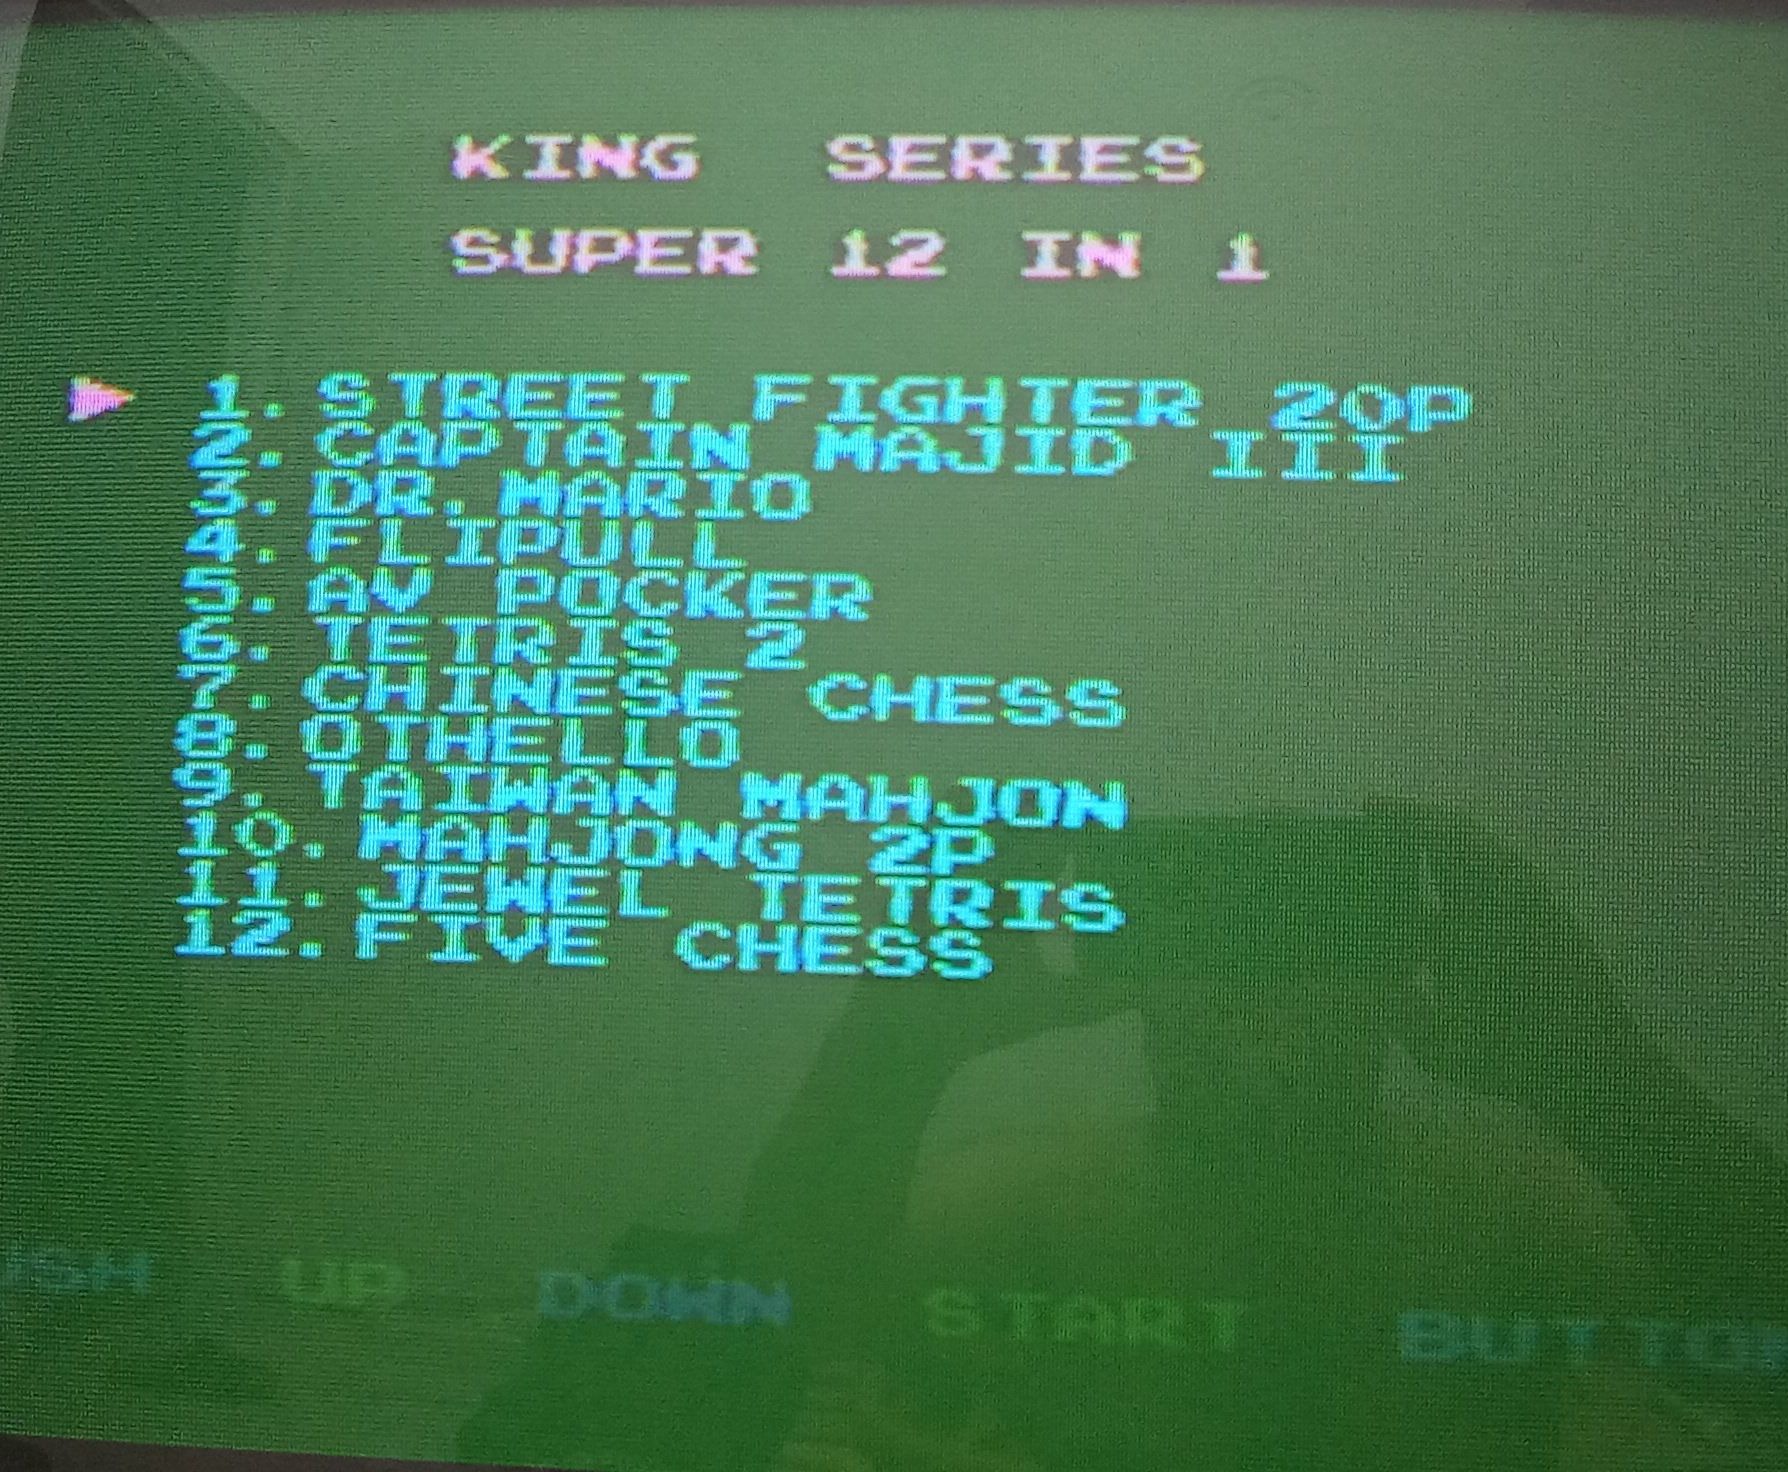 KING SERIES
SUPER 12 IN 1
1. STREET FIGHTER 20P
2. CAPTAIN MAJID III
3. DR.MARIO
4. FLIPULL
5. AV POCKER
6. TETRIS 2
7. CHINESE CHESS
8. OTHELLO
9. TAIWAN MAHJON
10. MAHJONG 2P
11. JEWEL TETRIS
12. FIVE CHESS
UP DOWN START